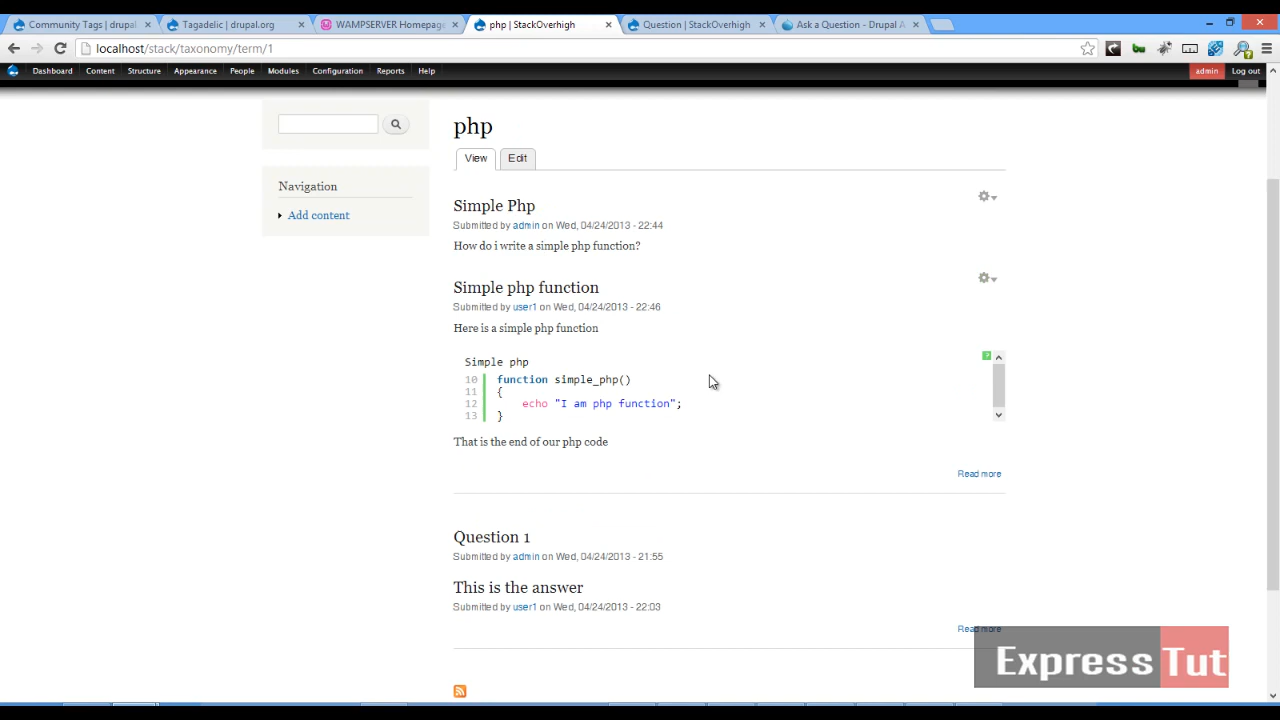 Community Tags | drupal
Tagadelic | drupal.org
WAMPSERVER Homepage
php | StackOverhigh
Question | StackOverhigh
Ask a Question - Drupal A
localhost/stack/taxonomy/term/1
Dashboard Content Structure Appearance People Modules Configuration Reports Help admin Log out
php
View Edit
Navigation
Add content
Simple Php
Submitted by admin on Wed, 04/24/2013 - 22:44
How do i write a simple php function?
Simple php function
Submitted by user1 on Wed, 04/24/2013 - 22:46
Here is a simple php function
Simple php
?
10 function simple_php()
11 {
12 echo "I am php function";
13 }
That is the end of our php code
Read more
Question 1
Submitted by admin on Wed, 04/24/2013 - 21:55
This is the answer
Submitted by user1 on Wed, 04/24/2013 - 22:03
Read more
Express Tut